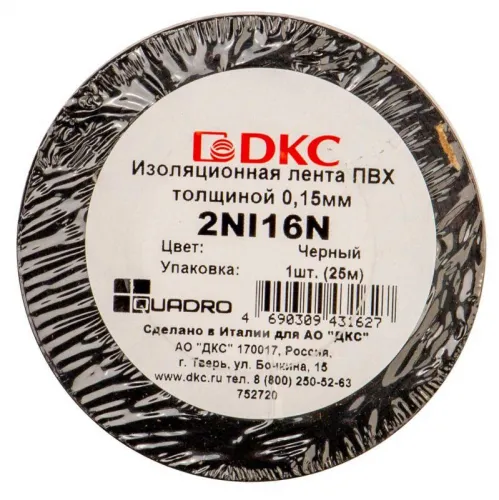 DKC
Изоляционная лента ПВХ
толщиной 0,15мм
2NI16N
Цвет: Черный
Упаковка: 1шт. (25м)
QUADRO
4 690309 431627
Сделано в Италии для АО "ДКС"
АО "ДКС" 170017, Россия,
г. Тверь, ул. Бочкина, 15
www.dkc.ru тел. 8 (800) 250-52-63
752720